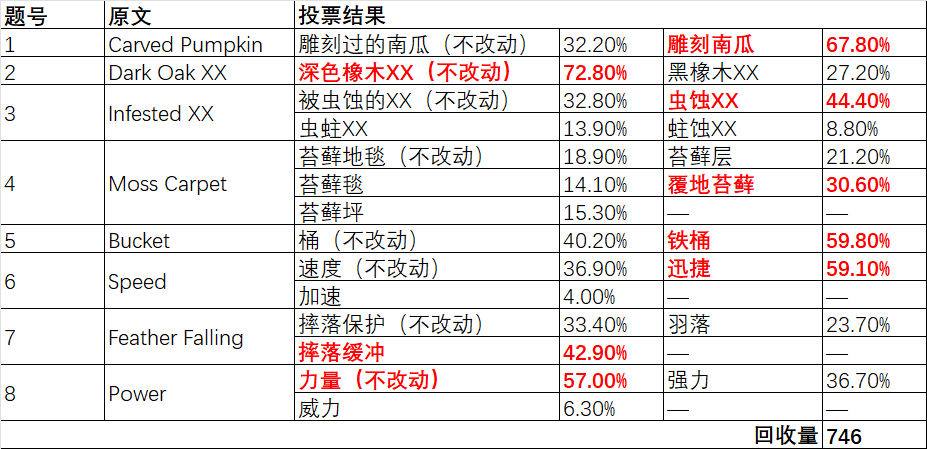 题号 原文 投票结果
1 Carved Pumpkin 雕刻过的南瓜（不改动） 32.20% 雕刻南瓜 67.80%
2 Dark Oak XX 深色橡木XX（不改动） 72.80% 黑橡木XX 27.20%
3 Infested XX 被虫蚀的XX（不改动） 32.80% 虫蚀XX 44.40%
虫蛀XX 13.90% 蛀蚀XX 8.80%
4 Moss Carpet 苔藓地毯（不改动） 18.90% 苔藓层 21.20%
苔藓毯 14.10% 覆地苔藓 30.60%
苔藓坪 15.30% — —
5 Bucket 桶（不改动） 40.20% 铁桶 59.80%
6 Speed 速度（不改动） 36.90% 迅捷 59.10%
加速 4.00% — —
7 Feather Falling 摔落保护（不改动） 33.40% 羽落 23.70%
摔落缓冲 42.90% — —
8 Power 力量（不改动） 57.00% 强力 36.70%
威力 6.30% — —
回收量 746